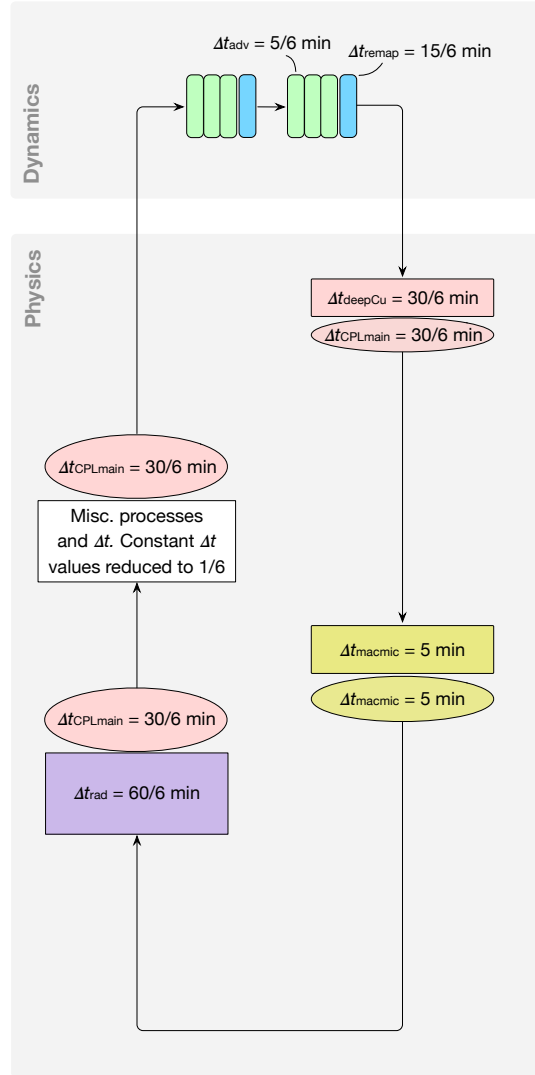 Dynamics
Δtadv = 5/6 min
Δtremap = 15/6 min
Physics
ΔtdeepCu = 30/6 min
ΔtCPLmain = 30/6 min
ΔtCPLmain = 30/6 min
Misc. processes
and Δt. Constant Δt
values reduced to 1/6
Δtmacmic = 5 min
Δtmacmic = 5 min
ΔtCPLmain = 30/6 min
Δtrad = 60/6 min